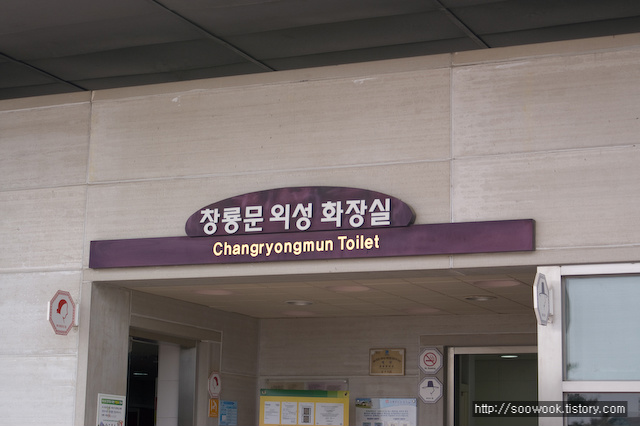 창룡문 외성 화장실
Changryongmun Toilet
http://soowook.tistory.com